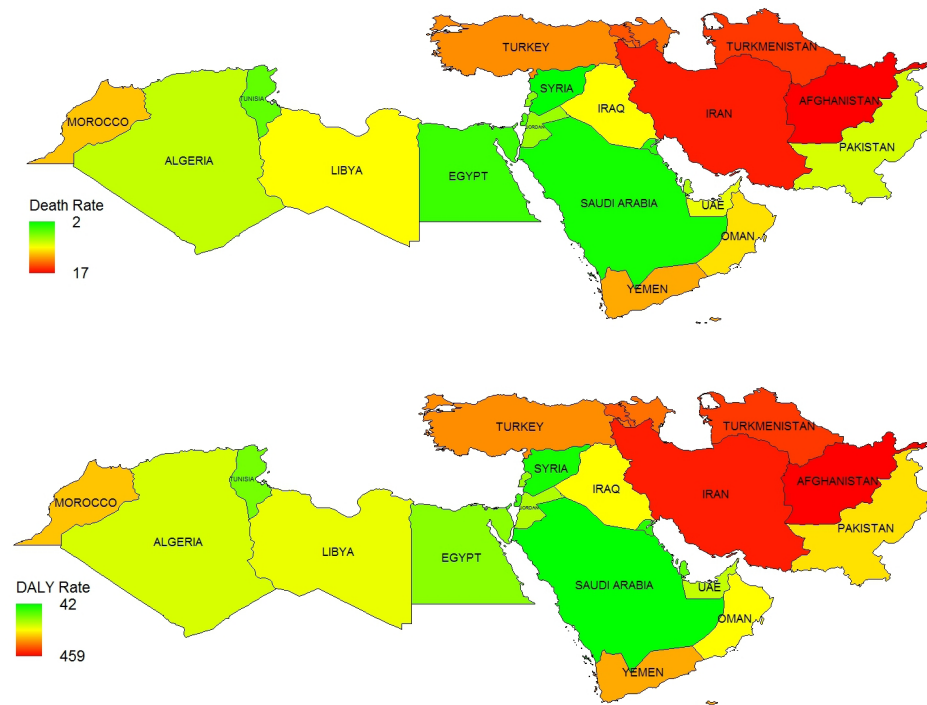 TURKEY
TURKMENISTAN
SYRIA
TUNISIA
IRAQ
IRAN
AFGHANISTAN
MOROCCO
JORDAN
PAKISTAN
ALGERIA
LIBYA
EGYPT
SAUDI ARABIA
UAE
Death Rate
2
17
OMAN
YEMEN
TURKEY
TURKMENISTAN
SYRIA
TUNISIA
IRAQ
IRAN
AFGHANISTAN
MOROCCO
JORDAN
PAKISTAN
ALGERIA
LIBYA
EGYPT
SAUDI ARABIA
UAE
DALY Rate
42
459
OMAN
YEMEN